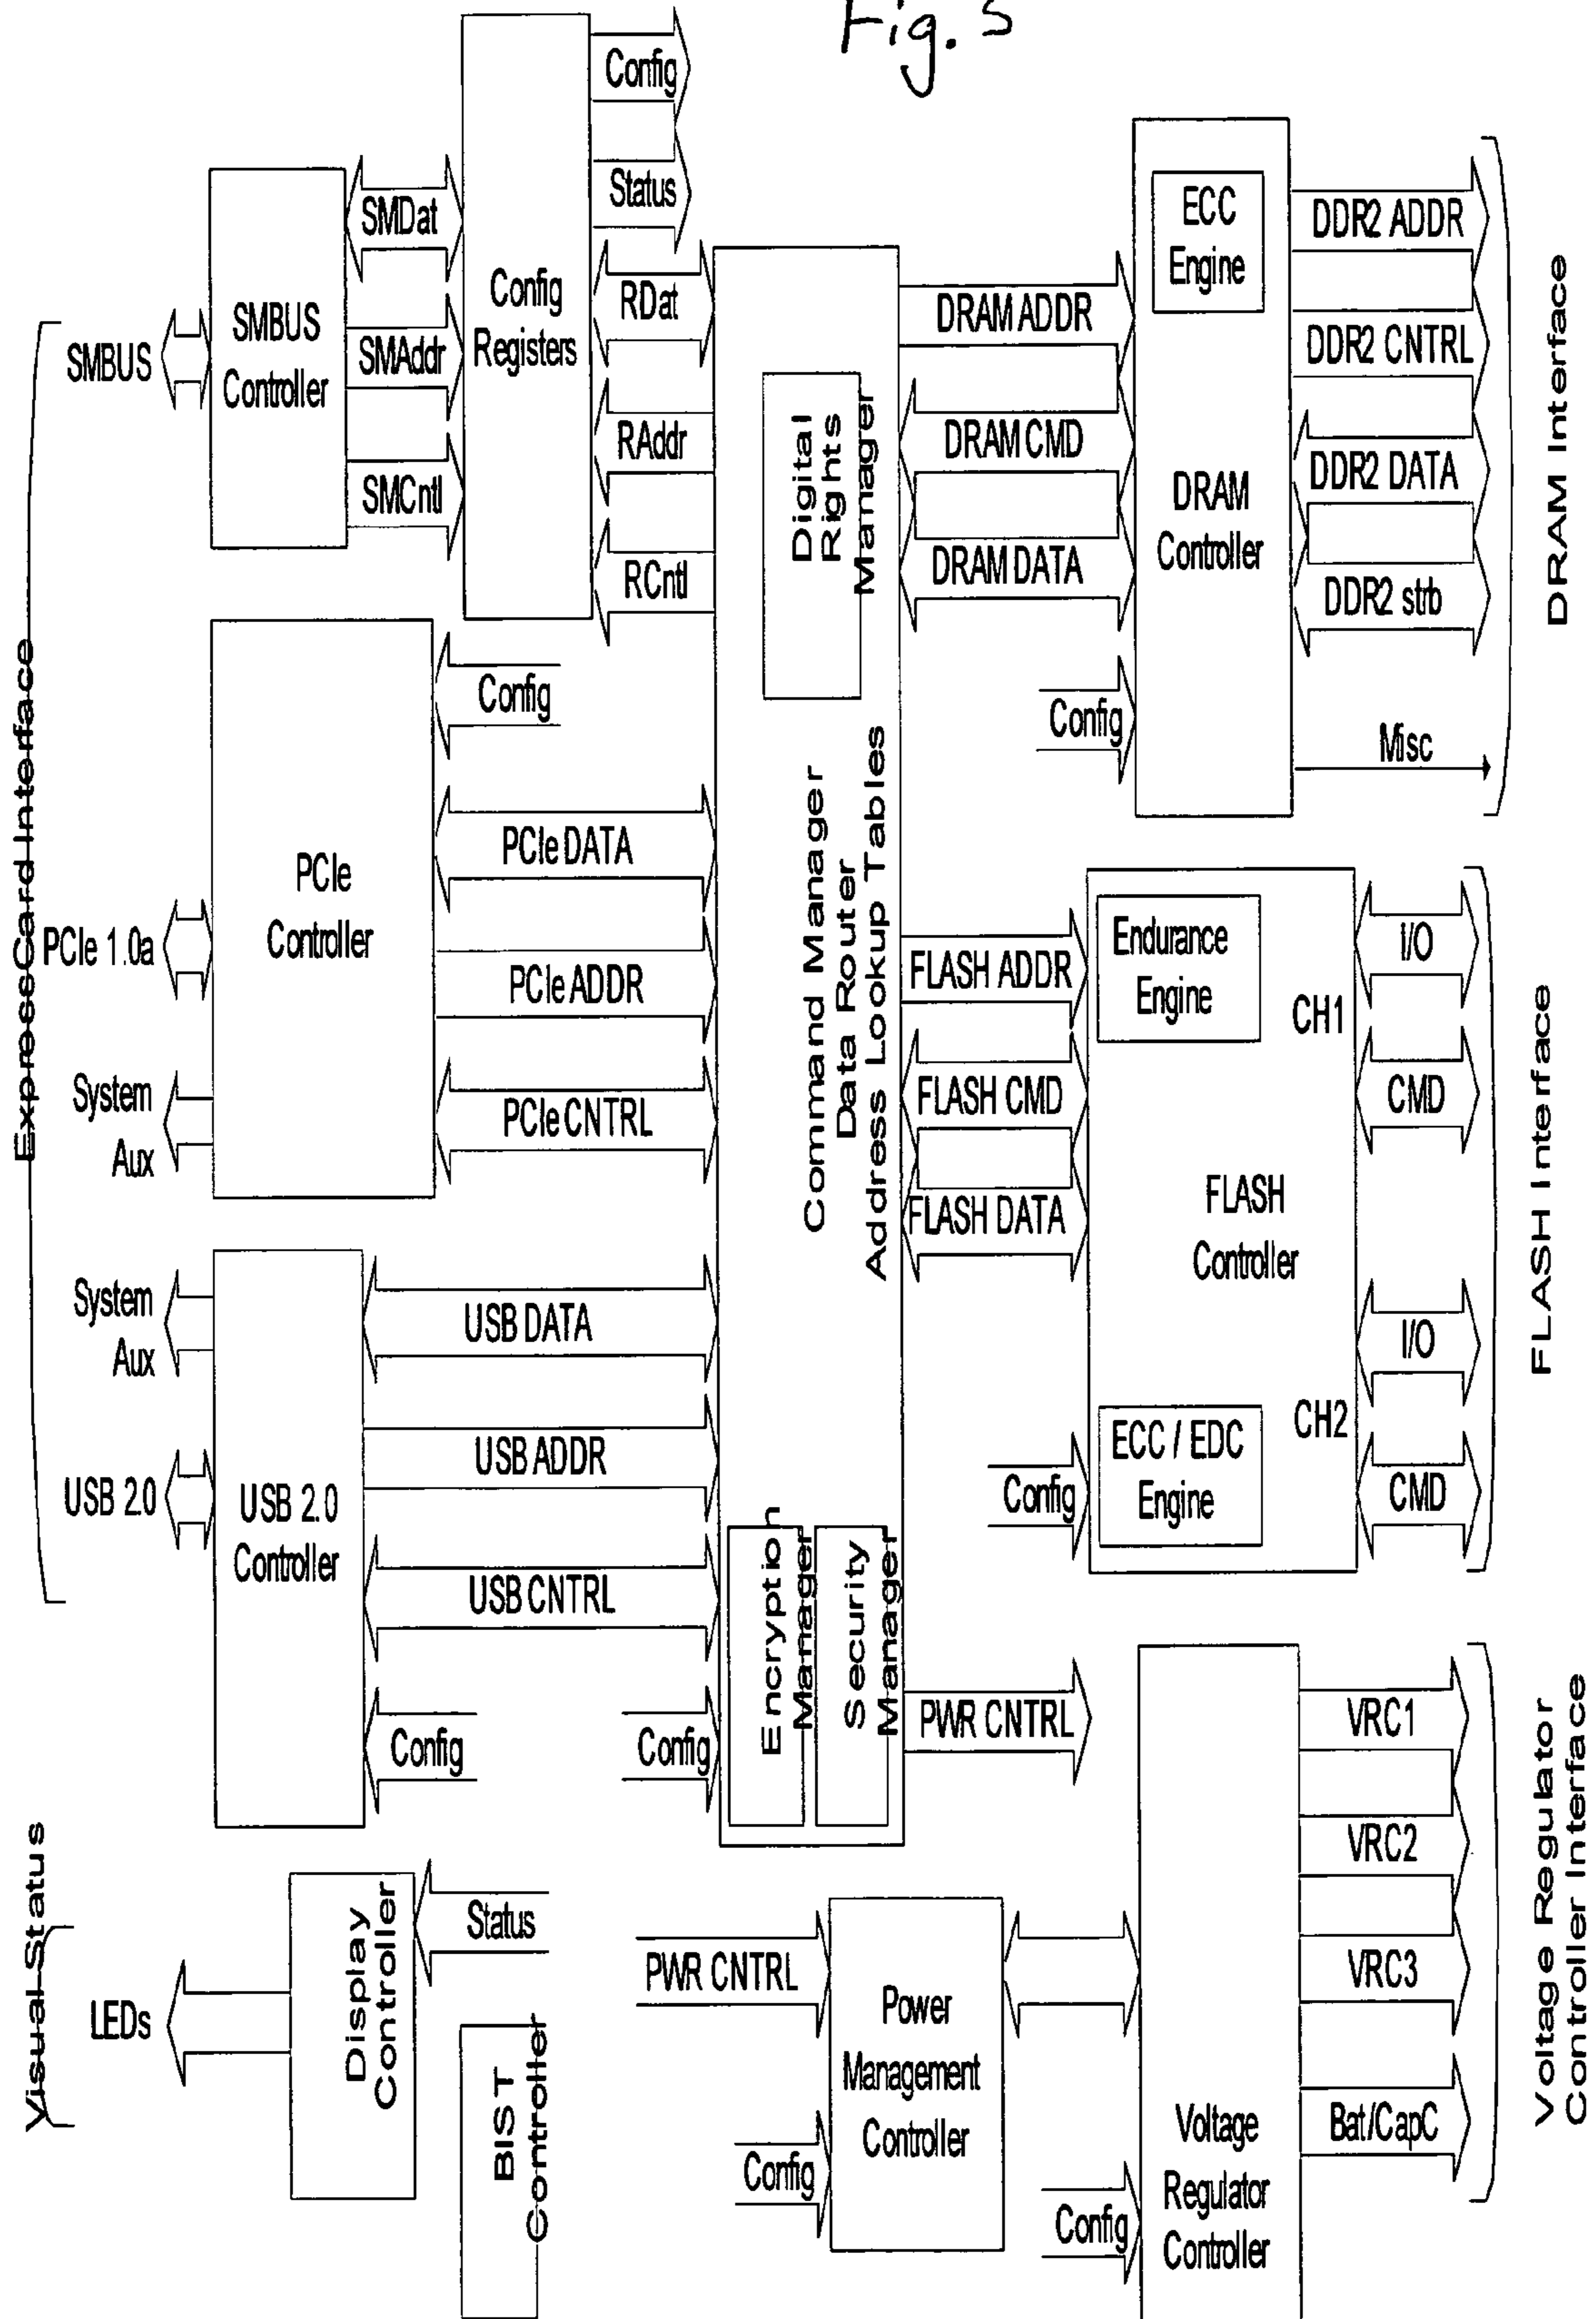 Fig. 5
ExpressCard Interface
SMBUS
SMBUS
Controller
SMDat
SMAddr
SMCntl
Config
Registers
Config
Status
RDat
RAddr
RCntl
PCIe 1.0a
System
Aux
PCIe
Controller
Config
PCIe DATA
PCIe ADDR
PCIe CNTRL
System
Aux
USB 2.0
USB 2.0
Controller
USB DATA
USB ADDR
USB CNTRL
Config
Config
Digital
Rights
Manager
Command Manager
Data Router
Address Lookup Tables
Encryption
Manager
Security
Manager
DRAM ADDR
DRAM CMD
DRAM DATA
Config
ECC
Engine
DRAM
Controller
DDR2 ADDR
DDR2 CNTRL
DDR2 DATA
DDR2 strb
Misc
DRAM Interface
FLASH ADDR
FLASH CMD
FLASH DATA
Config
Endurance
Engine
CH1
FLASH
Controller
CH2
ECC / EDC
Engine
I/O
CMD
I/O
CMD
FLASH Interface
PWR CNTRL
Visual Status
LEDs
Display
Controller
Status
BIST
Controller
PWR CNTRL
Config
Power
Management
Controller
Config
Voltage
Regulator
Controller
VRC1
VRC2
VRC3
Bat/CapC
Voltage Regulator
Controller Interface